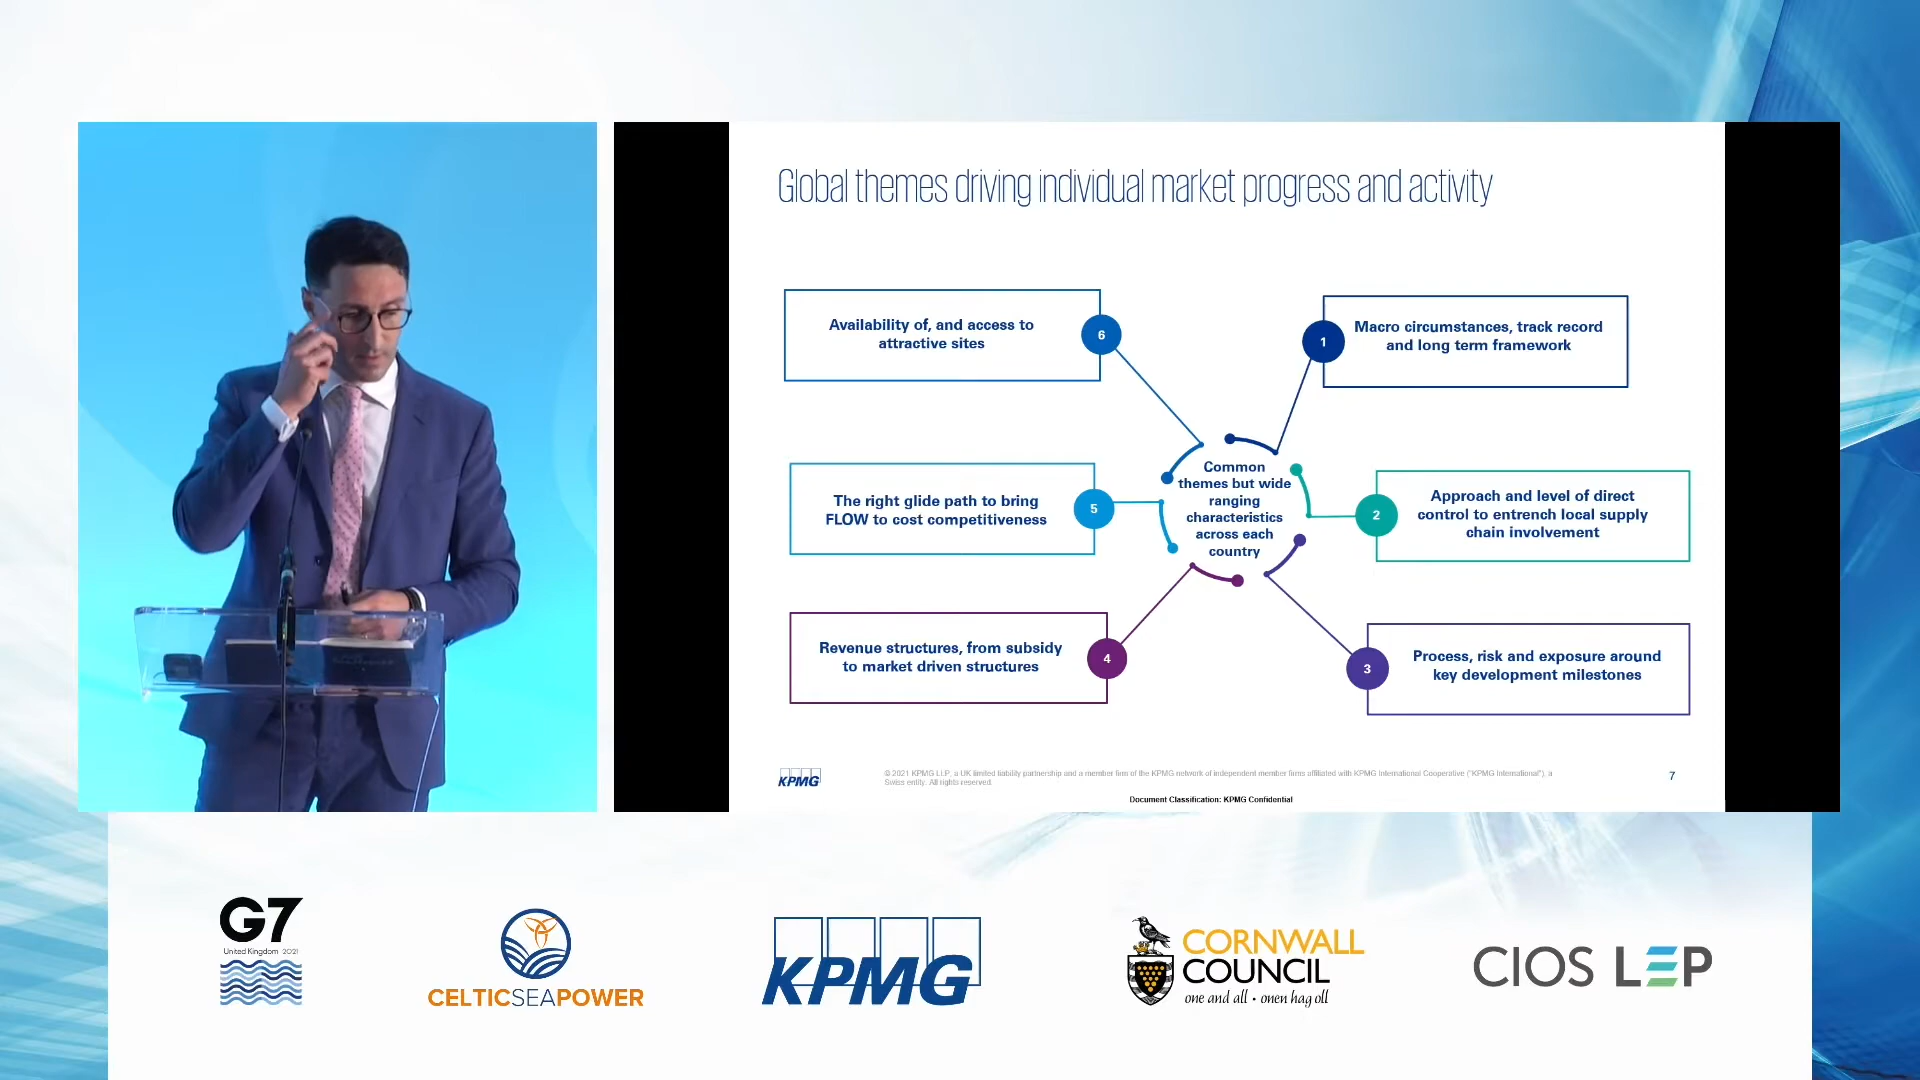 Global themes driving individual market progress and activity
Availability of, and access to
attractive sites
6
1
Macro circumstances, track record
and long term framework
The right glide path to bring
FLOW to cost competitiveness
5
Common
themes but wide
ranging
characteristics
across each
country
2
Approach and level of direct
control to entrench local supply
chain involvement
Revenue structures, from subsidy
to market driven structures
4
3
Process, risk and exposure around
key development milestones
KPMG
© 2021 KPMG LLP, a UK limited liability partnership and a member firm of the KPMG network of independent member firms affiliated with KPMG International Cooperative ("KPMG International"), a
Swiss entity. All rights reserved.
7
Document Classification: KPMG Confidential
G7
United Kingdom 2021
CELTICSEAPOWER
KPMG
CORNWALL
COUNCIL
one and all • onen hag oll
CIOS LEP